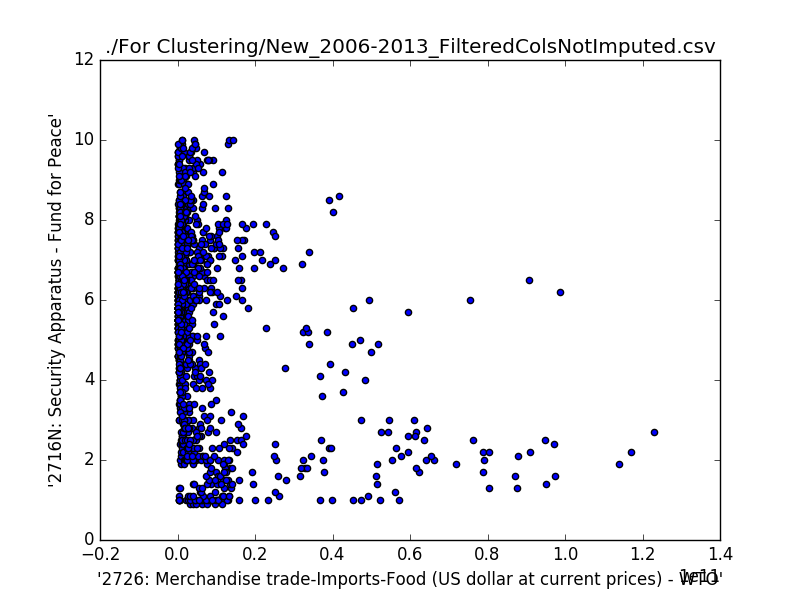 ./For Clustering/New_2006-2013_FilteredColsNotImputed.csv
12
10
8
6
4
2
0
'2716N: Security Apparatus - Fund for Peace'
−0.2 0.0 0.2 0.4 0.6 0.8 1.0 1.2 1.4
1e11
'2726: Merchandise trade-Imports-Food (US dollar at current prices) - WTO'